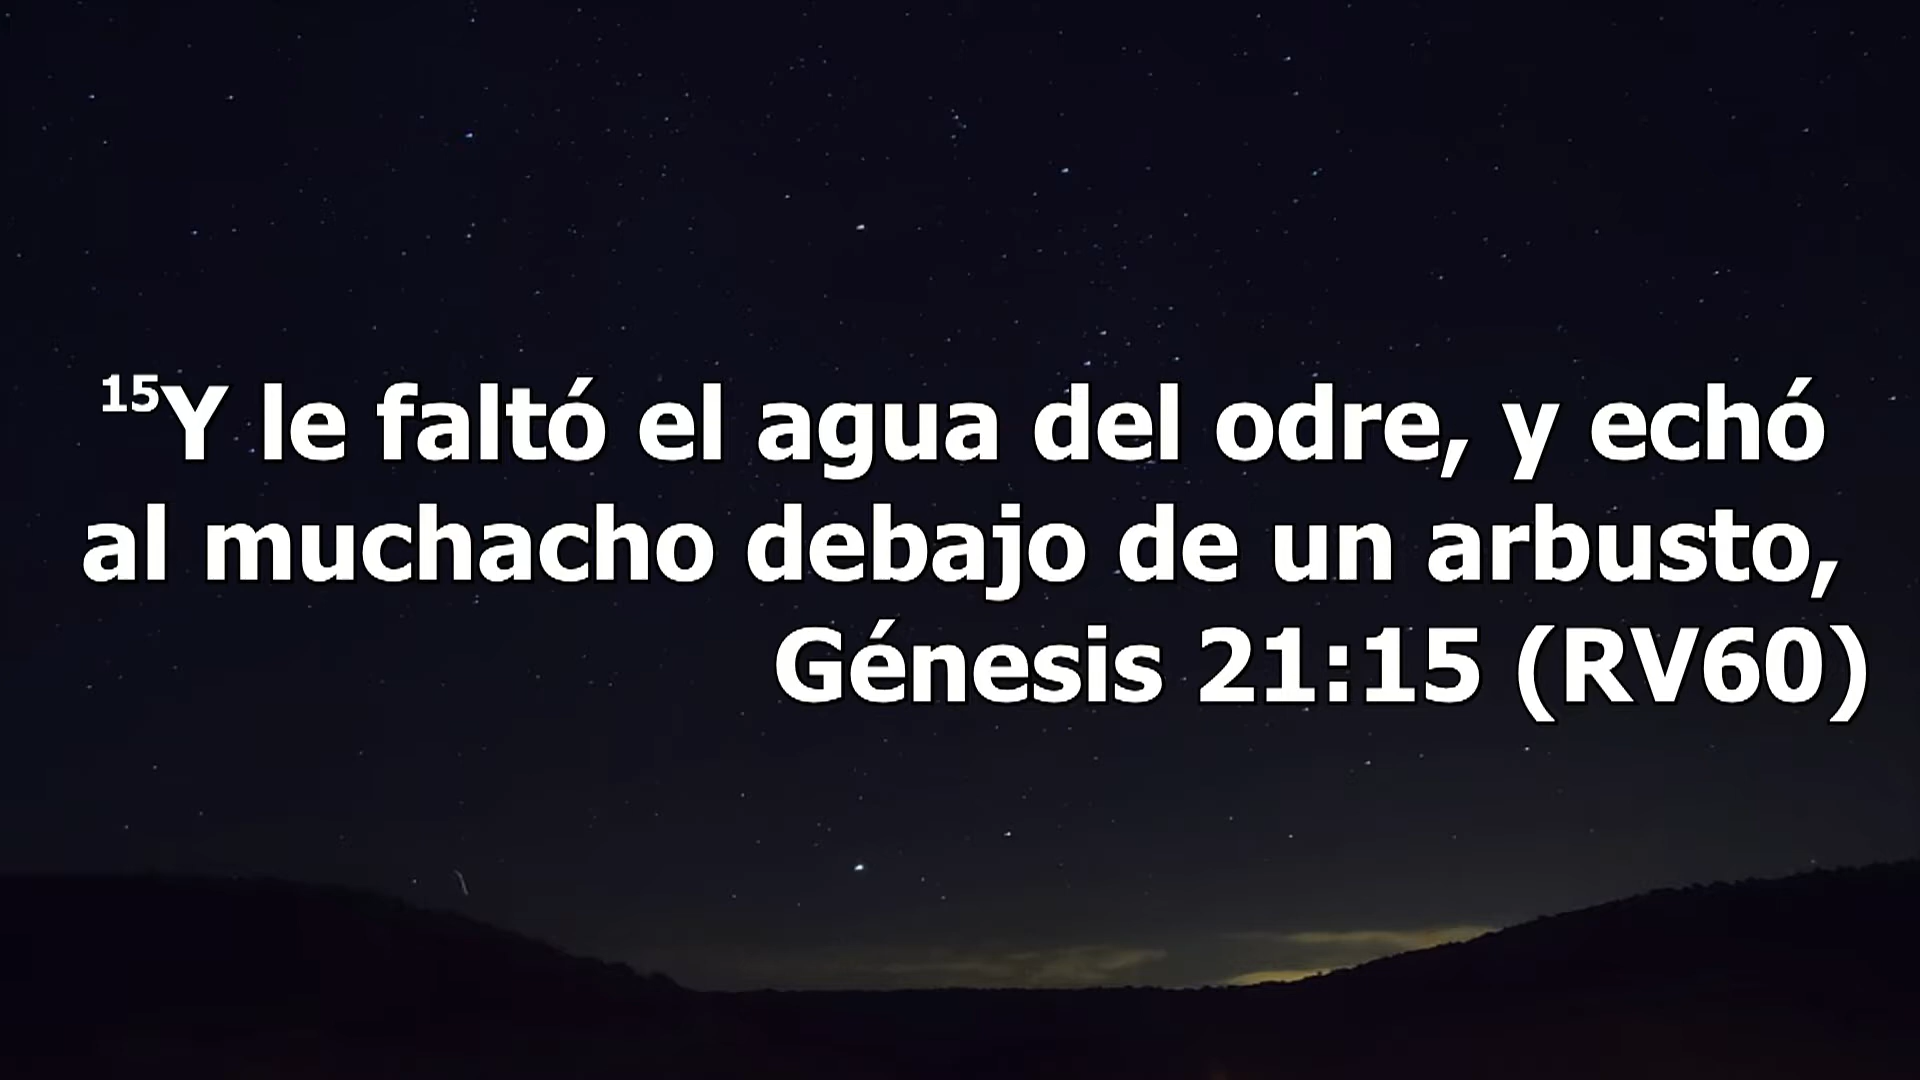 15Y le faltó el agua del odre, y echó
al muchacho debajo de un arbusto,
Génesis 21:15 (RV60)